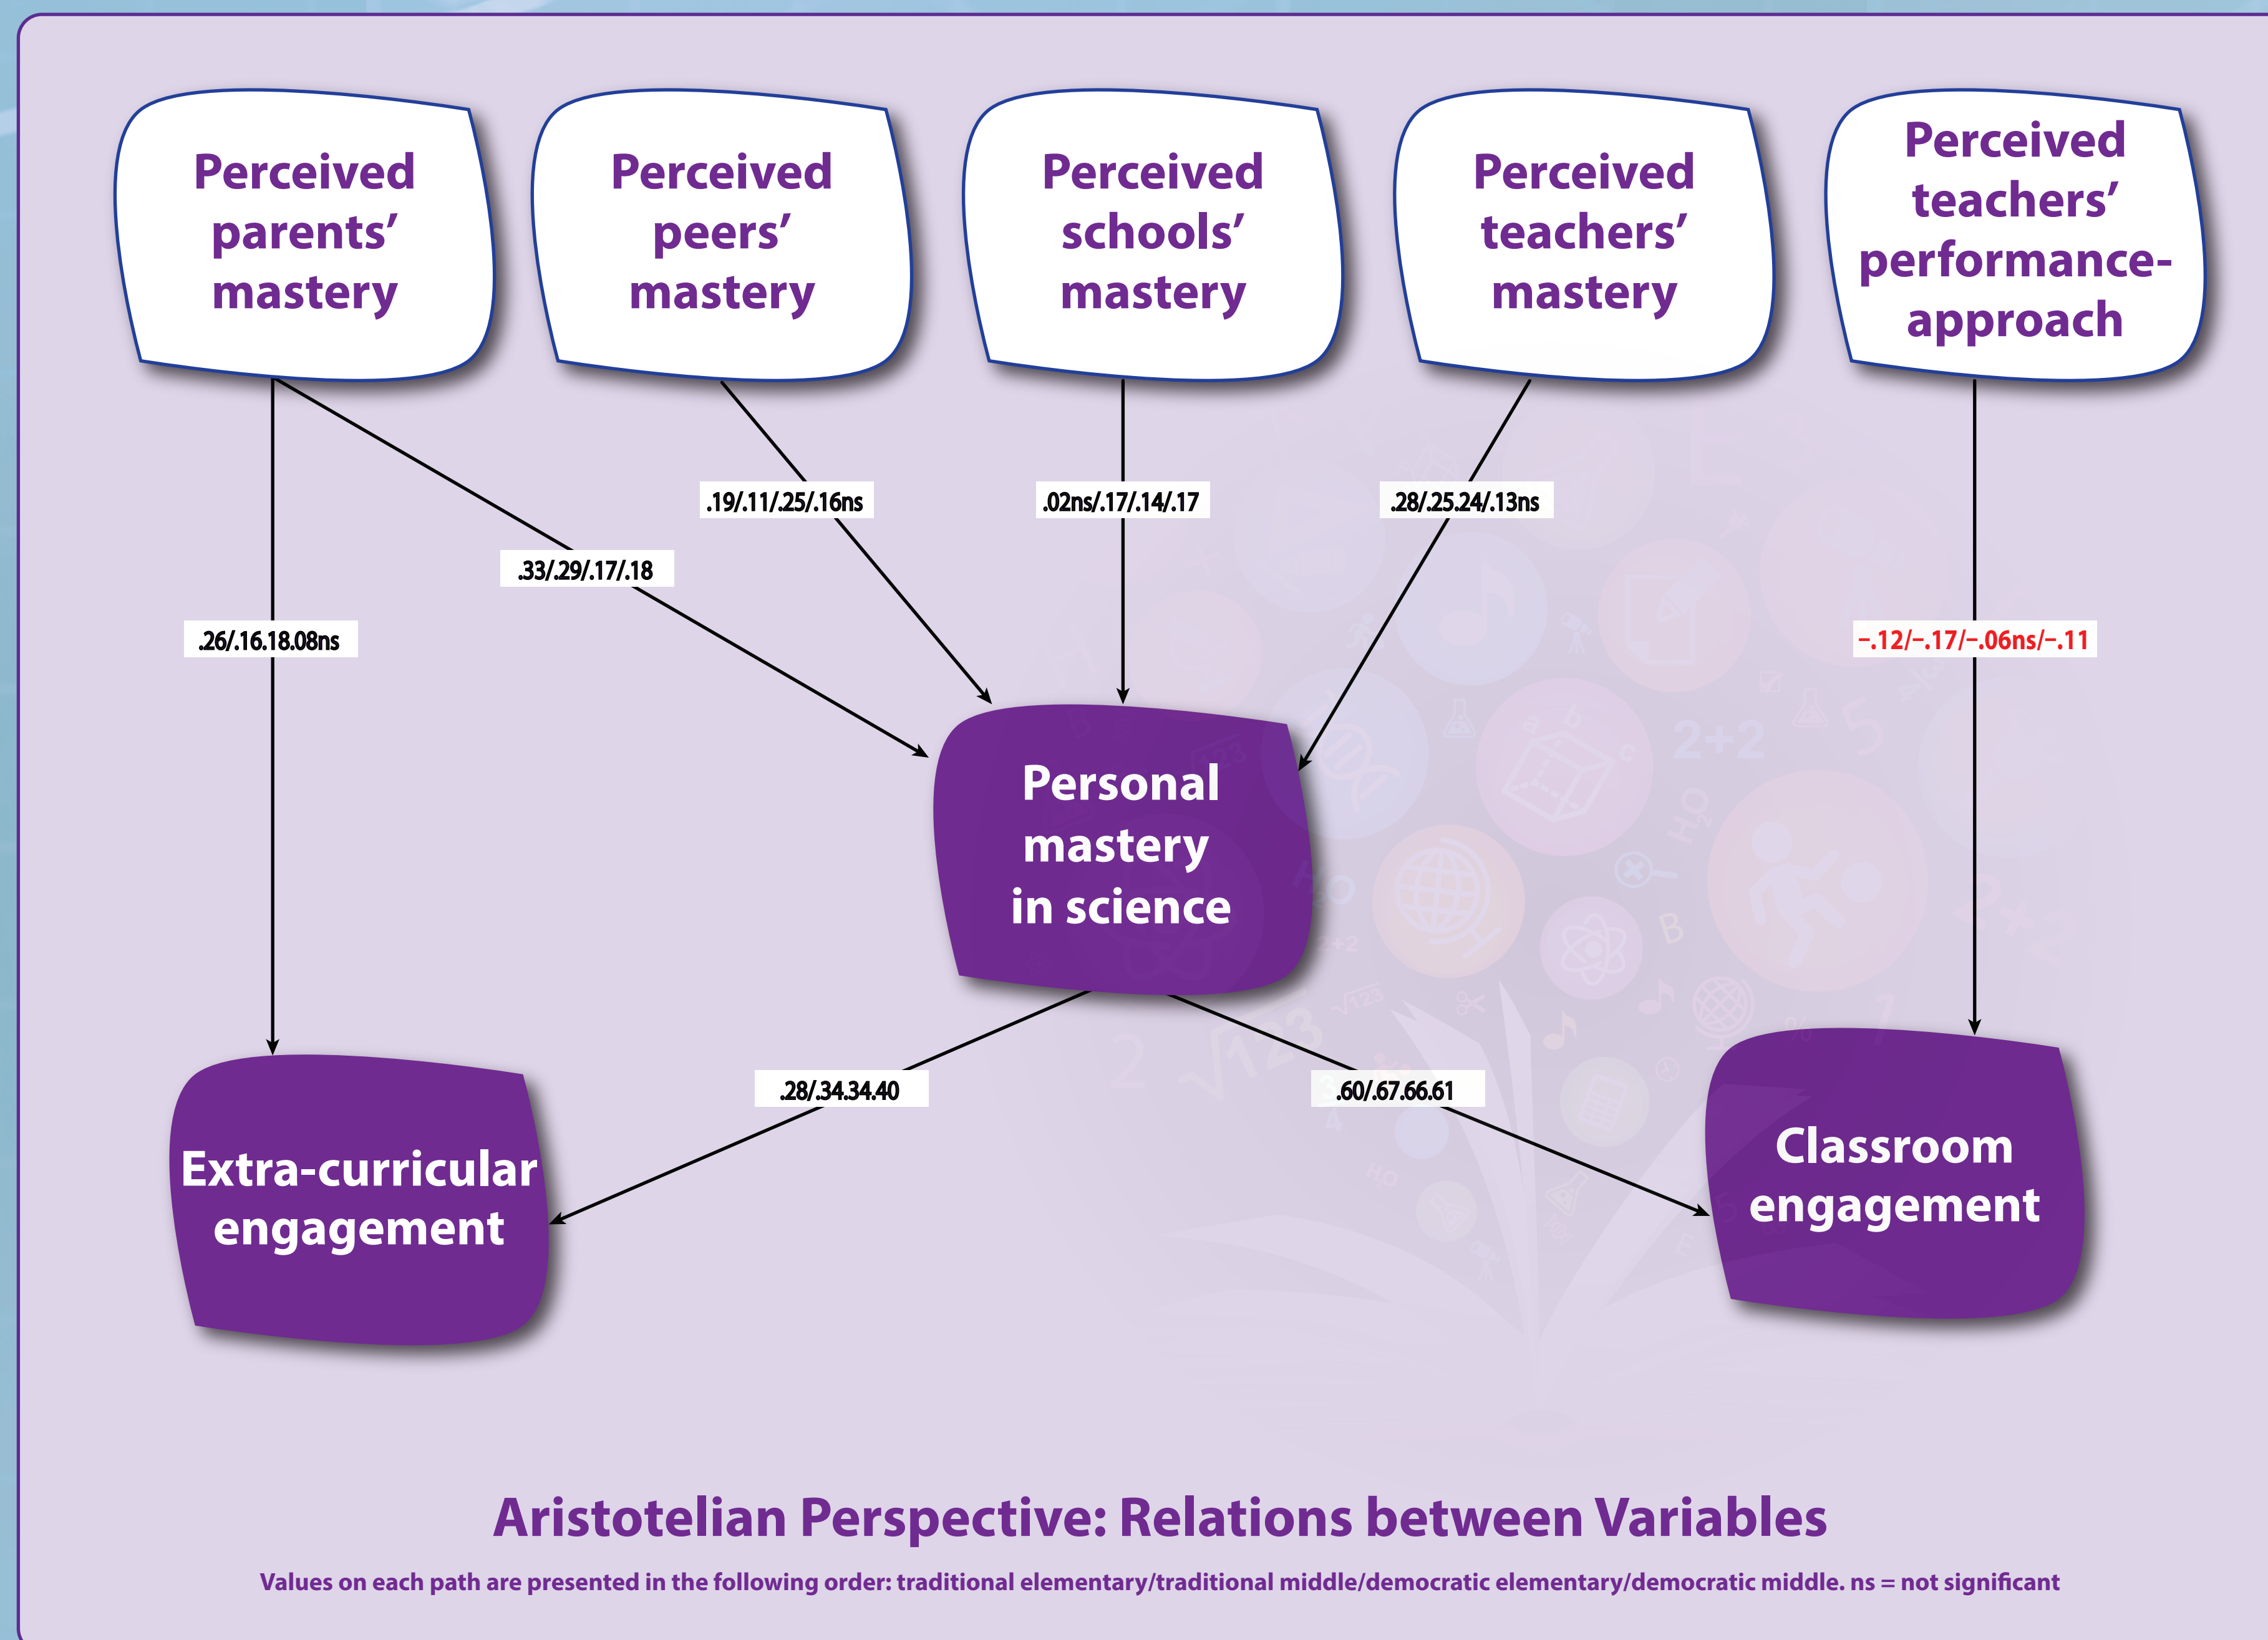 Perceived
parents’
mastery
Perceived
peers’
mastery
Perceived
schools’
mastery
Perceived
teachers’
mastery
Perceived
teachers’
performance-
approach
.19/.11/.25/.16ns
.02ns/.17/.14/.17
.28/.25.24/.13ns
.33/.29/.17/.18
.26/.16.18.08ns
−.12/−.17/−.06ns/−.11
Personal
mastery
in science
2+2
.28/.34.34.40
.60/.67.66.61
Extra-curricular
engagement
Classroom
engagement
Aristotelian Perspective: Relations between Variables
Values on each path are presented in the following order: traditional elementary/traditional middle/democratic elementary/democratic middle. ns = not significant